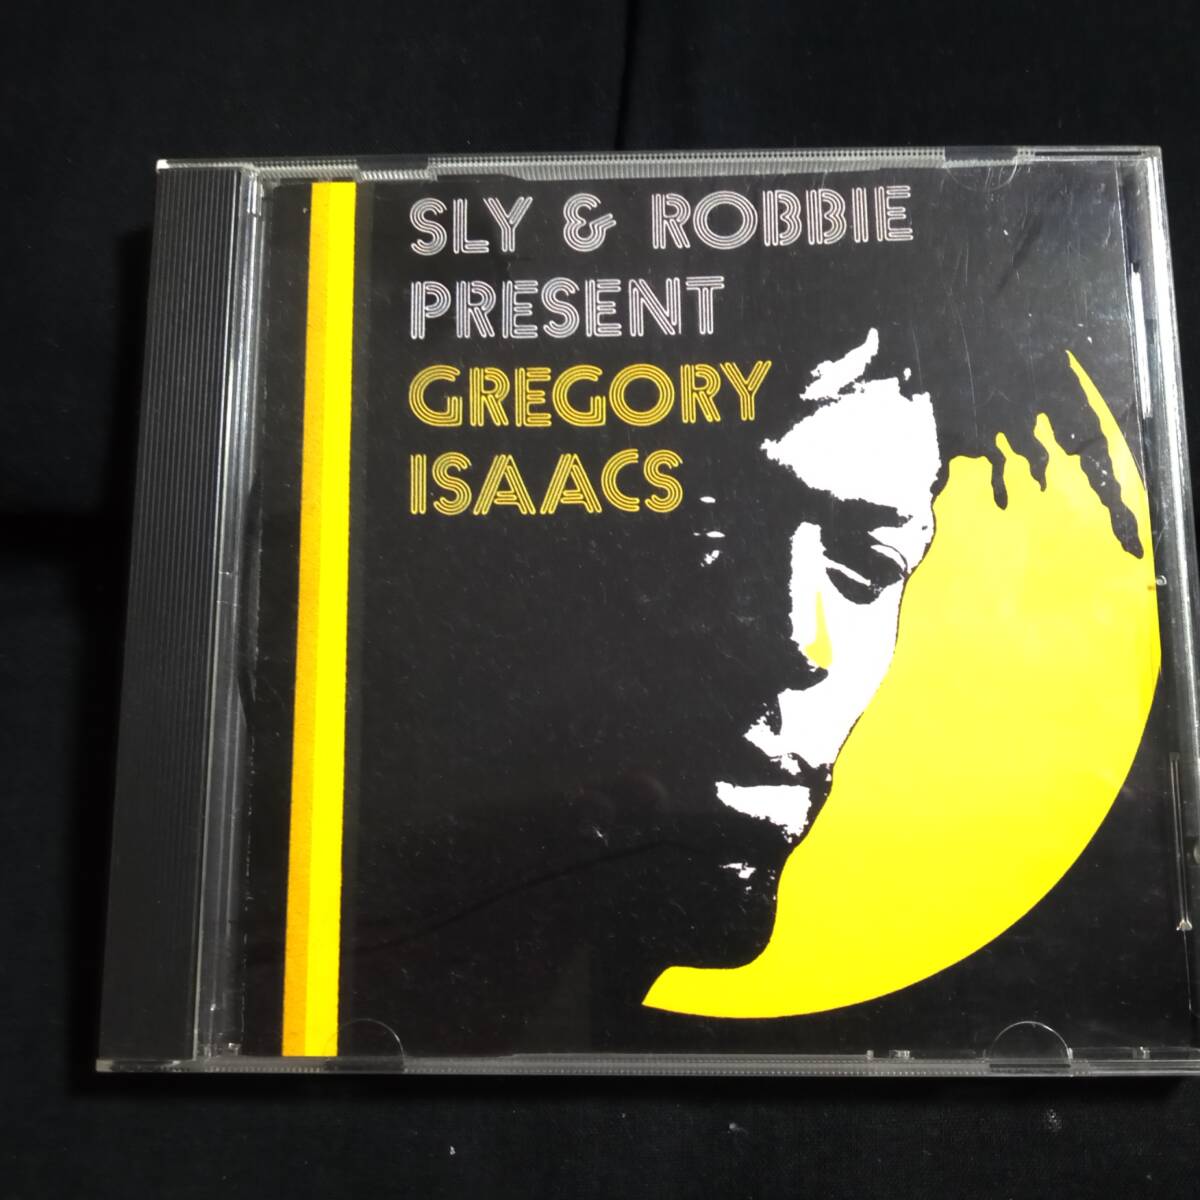 SLY & ROBBIE
PRESENT
GREGORY
ISAACS